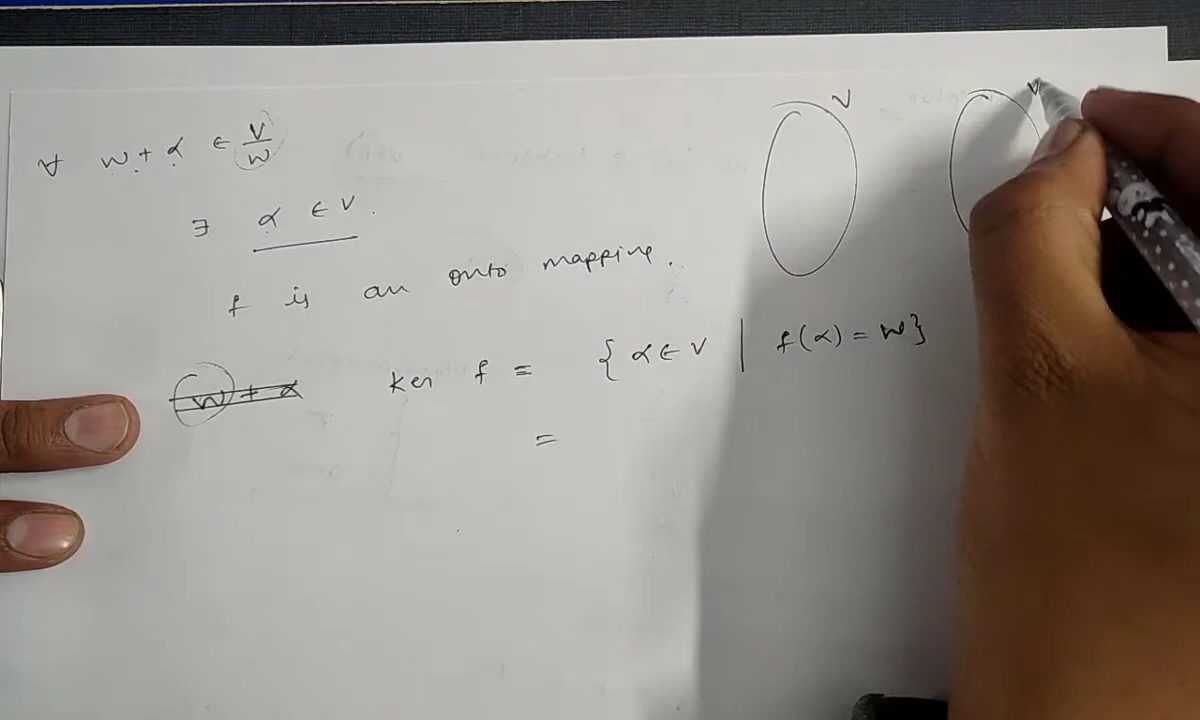 ∀ W + α ∈ V/W
∃ α ∈ V.
f is an onto mapping.
W + α
Ker f = { α ∈ V | f(α) = W }
=
V
V